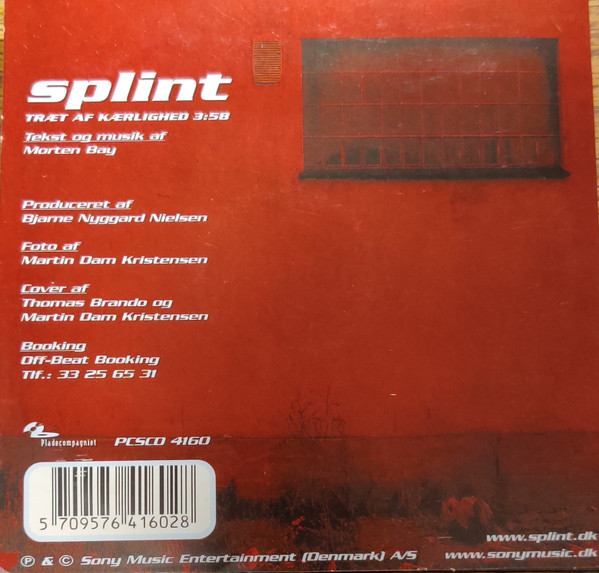 splint
TRÆT AF KÆRLIGHED 3:58
Tekst og musik af
Morten Bay
Produceret af
Bjarne Nyggard Nielsen
Foto af
Martin Dam Kristensen
Cover af
Thomas Brando og
Martin Dam Kristensen
Booking
Off-Beat Booking
Tlf.: 33 25 65 31
Pladecompagniet PCSCD 4160
5 709576 416028
www.splint.dk
℗ & © Sony Music Entertainment (Denmark) A/S www.sonymusic.dk